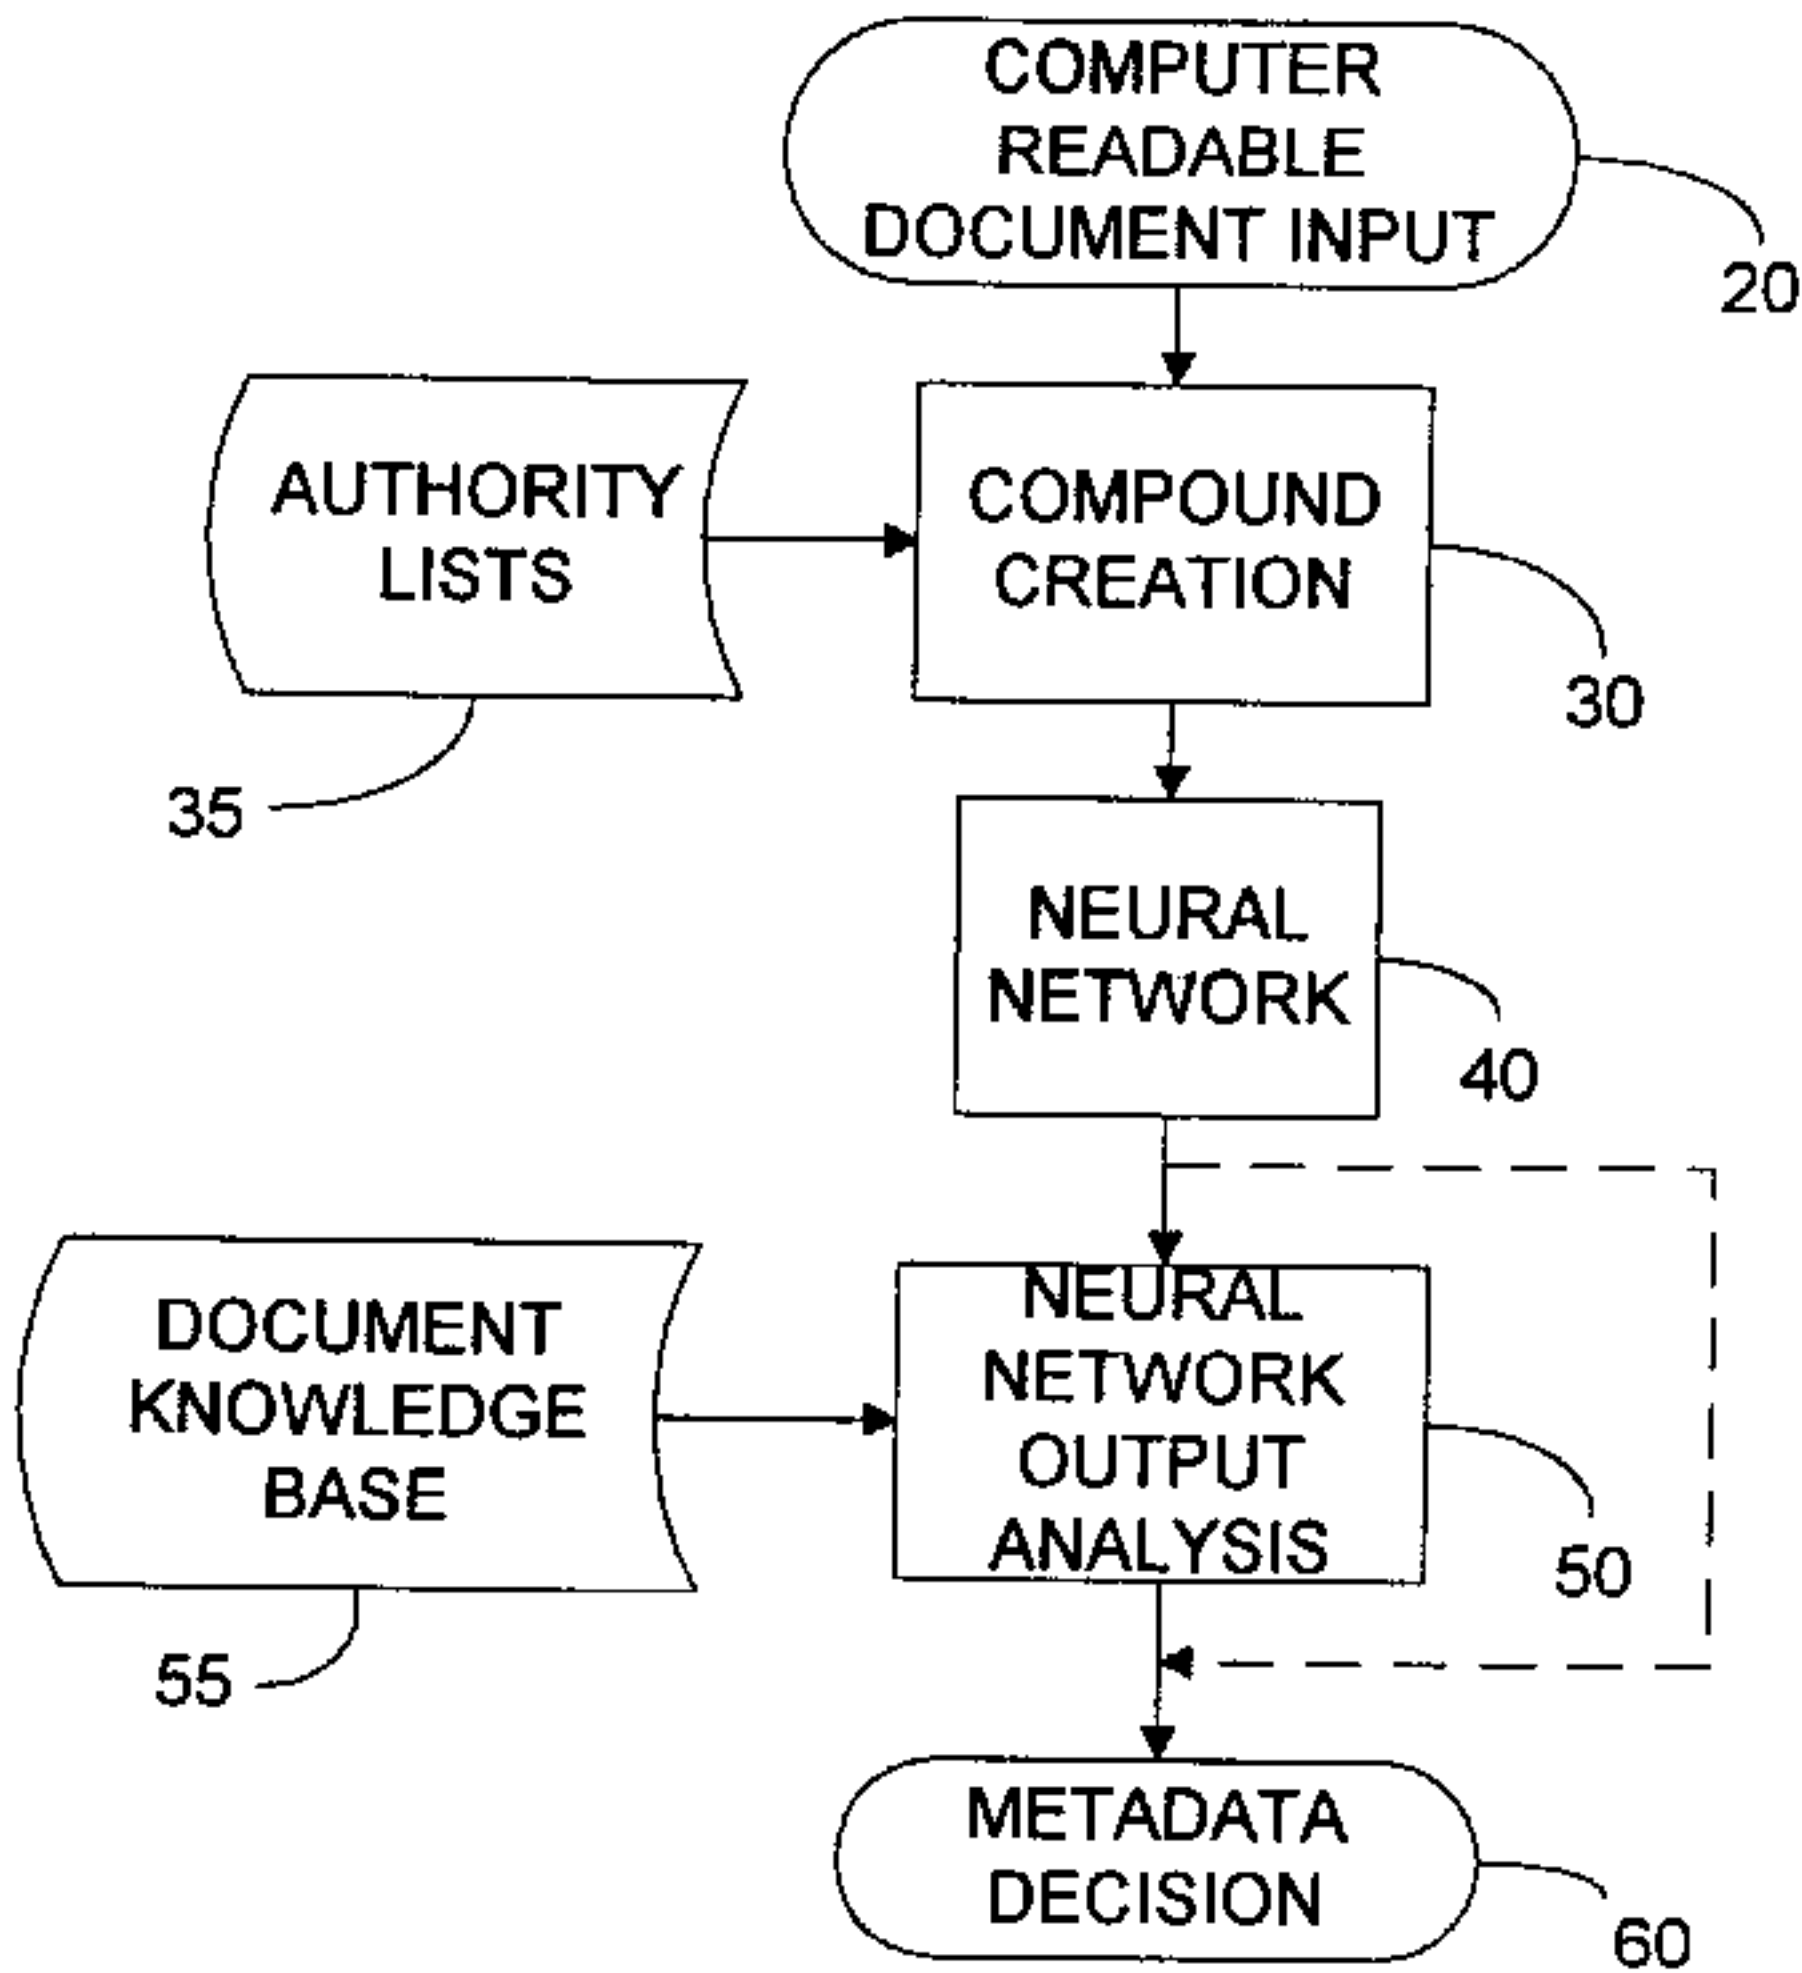 COMPUTER
READABLE
DOCUMENT INPUT
20
AUTHORITY
LISTS
35
COMPOUND
CREATION
30
NEURAL
NETWORK
40
DOCUMENT
KNOWLEDGE
BASE
55
NEURAL
NETWORK
OUTPUT
ANALYSIS
50
METADATA
DECISION
60